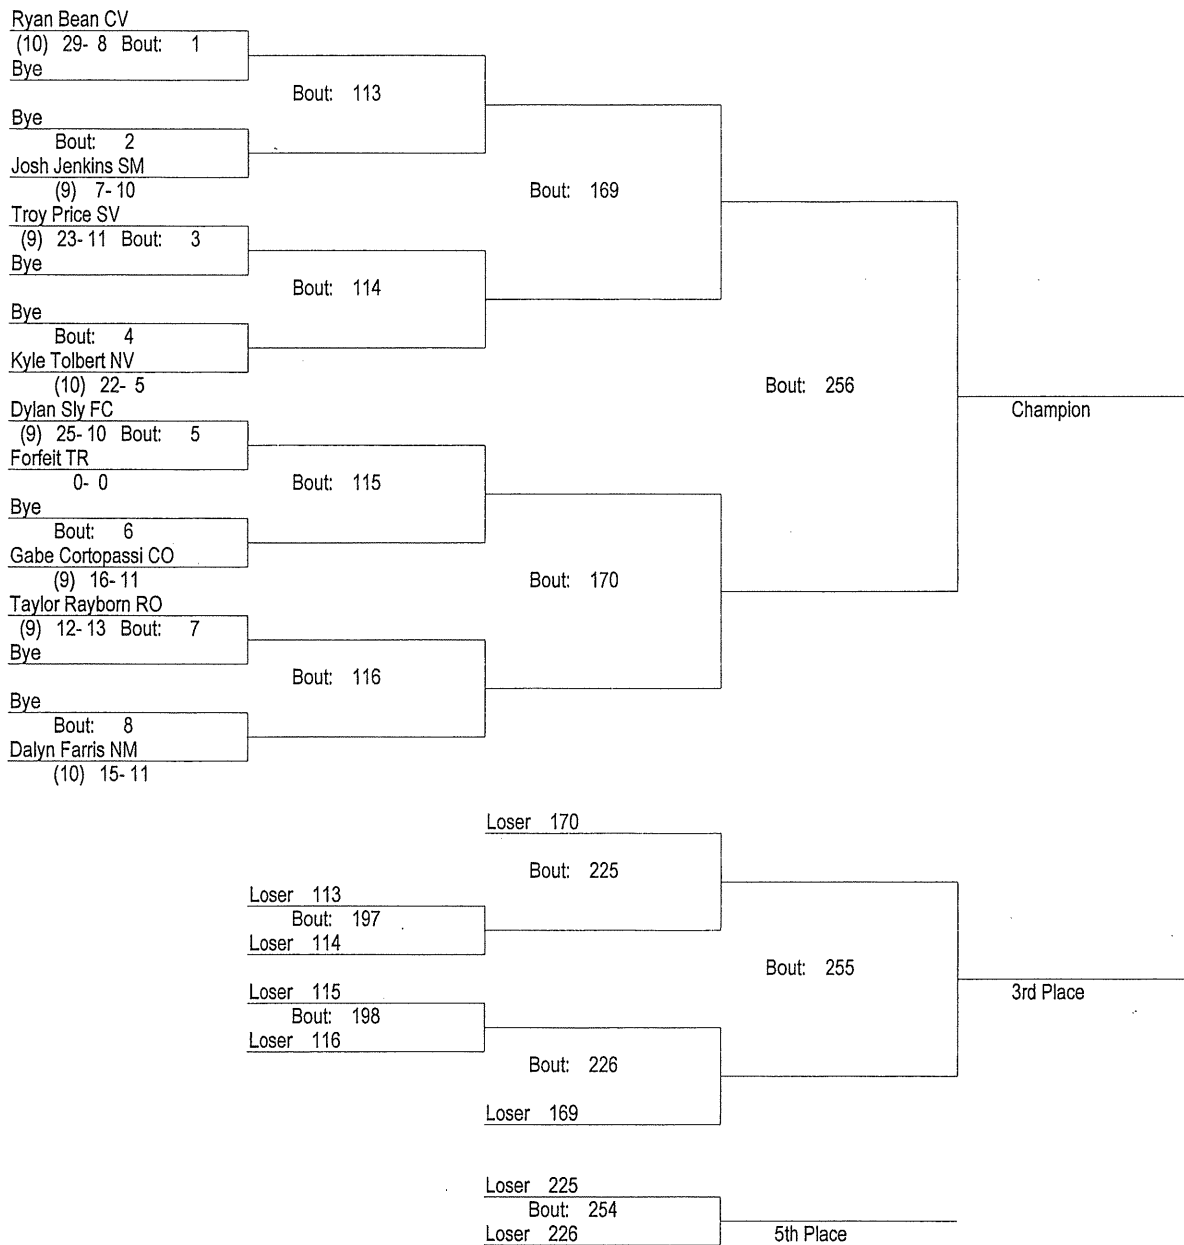 Ryan Bean CV
(10) 29- 8 Bout: 1
Bye
Bout: 113
Bye
Bout: 2
Josh Jenkins SM
(9) 7- 10
Bout: 169
Troy Price SV
(9) 23- 11 Bout: 3
Bye
Bout: 114
Bye
Bout: 4
Kyle Tolbert NV
(10) 22- 5
Bout: 256
Champion
Dylan Sly FC
(9) 25- 10 Bout: 5
Forfeit TR
0- 0
Bout: 115
Bye
Bout: 6
Gabe Cortopassi CO
(9) 16- 11
Bout: 170
Taylor Rayborn RO
(9) 12- 13 Bout: 7
Bye
Bout: 116
Bye
Bout: 8
Dalyn Farris NM
(10) 15- 11
Loser 170
Bout: 225
Loser 113
Bout: 197
Loser 114
Bout: 255
3rd Place
Loser 115
Bout: 198
Loser 116
Bout: 226
Loser 169
Loser 225
Bout: 254
Loser 226
5th Place